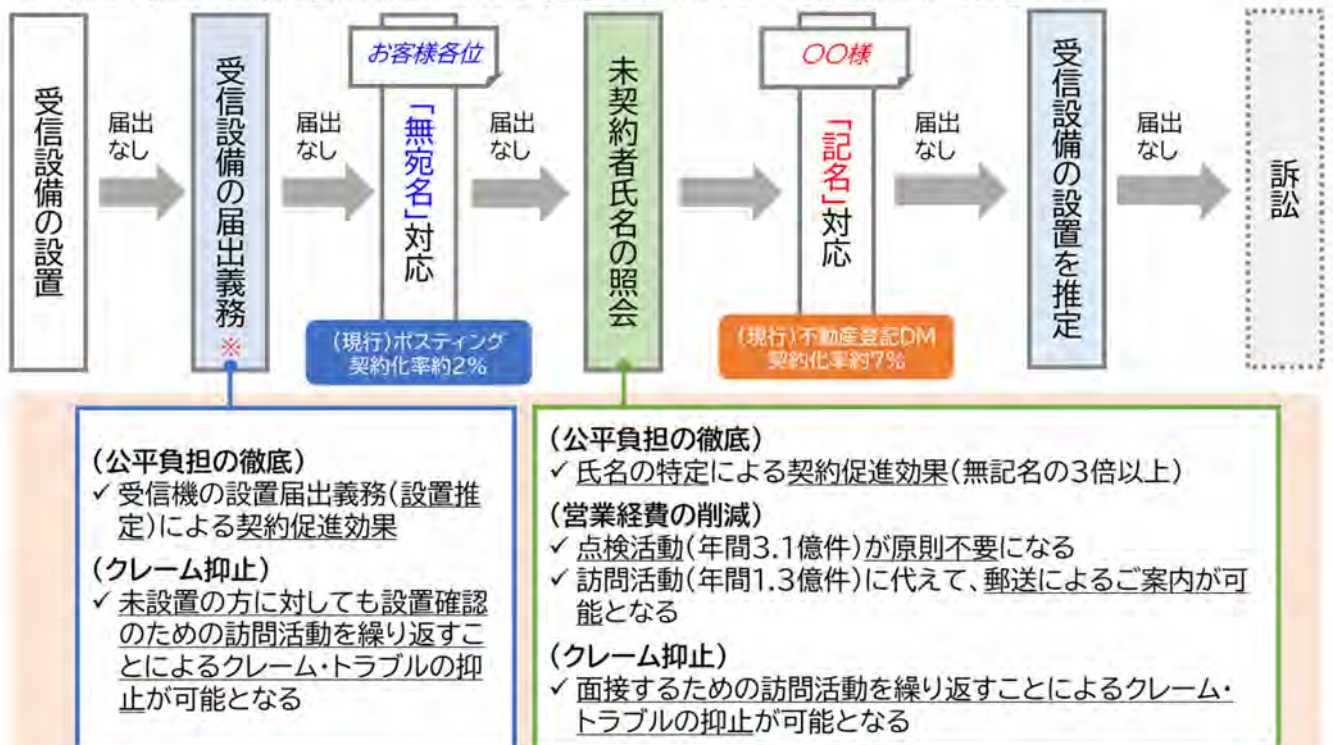 受信設備の設置
届出
なし
受信設備の届出義務
※
届出
なし
お客様各位
「無宛名」対応
(現行)ポスティング
契約化率約2%
届出
なし
未契約者氏名の照会
〇〇様
「記名」対応
(現行)不動産登記DM
契約化率約7%
届出
なし
受信設備の設置を推定
届出
なし
訴訟
(公平負担の徹底)
✓ 受信機の設置届出義務(設置推
定)による契約促進効果
(クレーム抑止)
✓ 未設置の方に対しても設置確認
のための訪問活動を繰り返すこ
とによるクレーム・トラブルの抑
止が可能となる
(公平負担の徹底)
✓ 氏名の特定による契約促進効果(無記名の3倍以上)
(営業経費の削減)
✓ 点検活動(年間3.1億件)が原則不要になる
✓ 訪問活動(年間1.3億件)に代えて、郵送によるご案内が可
能となる
(クレーム抑止)
✓ 面接するための訪問活動を繰り返すことによるクレーム・
トラブルの抑止が可能となる